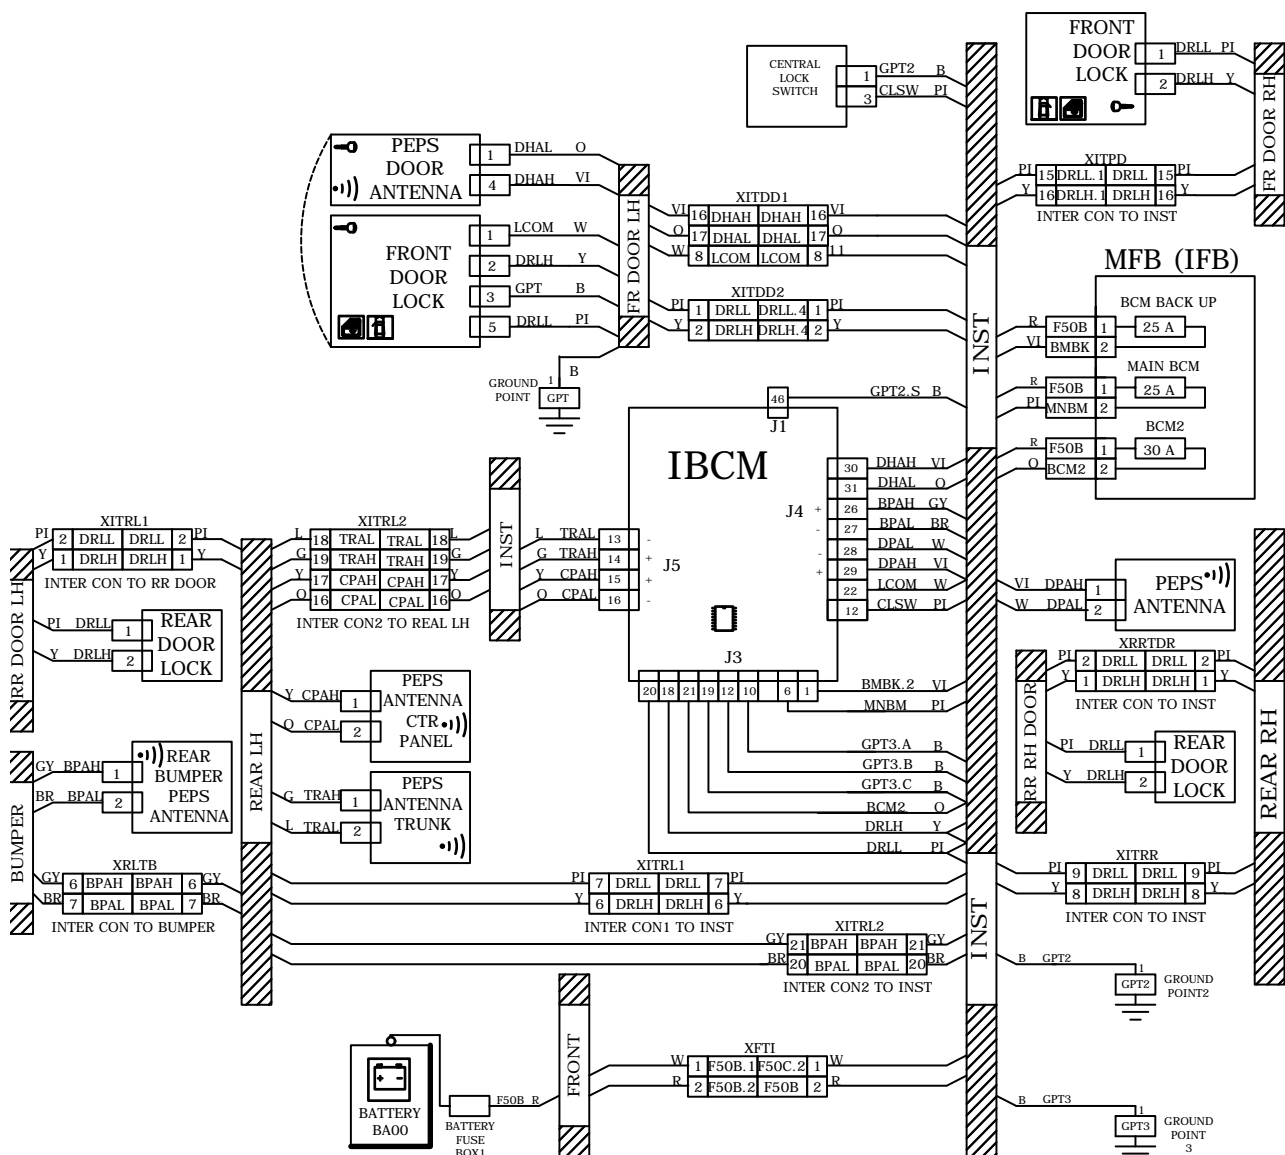 CENTRAL
LOCK
SWITCH
1 GPT2 B
3 CLSW PI
FRONT
DOOR
LOCK
1 DRLL PI
2 DRLH Y
FR DOOR RH
XITPD
PI 15 DRLL.1 DRLL 15 PI
Y 16 DRLH.1 DRLH 16 Y
INTER CON TO INST
PEPS
DOOR
ANTENNA
1 DHAL O
4 DHAH VI
FRONT
DOOR
LOCK
1 LCOM W
2 DRLH Y
3 GPT B
5 DRLL PI
FR DOOR LH
XITDD1
VI 16 DHAH DHAH 16 VI
O 17 DHAL DHAL 17 O
W 8 LCOM LCOM 8 11
XITDD2
PI 1 DRLL DRLL.4 1 PI
Y 2 DRLH DRLH.4 2 Y
GROUND
POINT
1 B
GPT
INST
MFB (IFB)
BCM BACK UP
R F50B 1 25 A
VI BMBK 2
MAIN BCM
R F50B 1 25 A
PI MNBM 2
BCM2
R F50B 1 30 A
O BCM2 2
IBCM
46 GPT2.S B
J1
J4
30 DHAH VI
31 DHAL O
+ 26 BPAH GY
- 27 BPAL BR
- 28 DPAL W
+ 29 DPAH VI
22 LCOM W
12 CLSW PI
J5
L TRAL 13 -
G TRAH 14 +
Y CPAH 15 +
O CPAL 16 -
INST
J3
20 18 21 19 12 10 6 1
BMBK.2 VI
MNBM PI
GPT3.A B
GPT3.B B
GPT3.C B
BCM2 O
DRLH Y
DRLL PI
XITRL1
PI 2 DRLL DRLL 2 PI
Y 1 DRLH DRLH 1 Y
INTER CON TO RR DOOR
XITRL2
L 18 TRAL TRAL 18 L
G 19 TRAH TRAH 19 G
Y 17 CPAH CPAH 17 Y
O 16 CPAL CPAL 16 O
INTER CON2 TO REAL LH
RR DOOR LH
PI DRLL 1
Y DRLH 2
REAR
DOOR
LOCK
REAR LH
Y CPAH 1
O CPAL 2
PEPS
ANTENNA
CTR
PANEL
G TRAH 1
L TRAL 2
PEPS
ANTENNA
TRUNK
BUMPER
GY BPAH 1
BR BPAL 2
REAR
BUMPER
PEPS
ANTENNA
XRLTB
GY 6 BPAH BPAH 6 GY
BR 7 BPAL BPAL 7 BR
INTER CON TO BUMPER
XITRL1
PI 7 DRLL DRLL 7 PI
Y 6 DRLH DRLH 6 Y
INTER CON1 TO INST
XITRL2
GY 21 BPAH BPAH 21 GY
BR 20 BPAL BPAL 20 BR
INTER CON2 TO INST
VI DPAH 1
W DPAL 2
PEPS
ANTENNA
XRRTDR
PI 2 DRLL DRLL 2 PI
Y 1 DRLH DRLH 1 Y
INTER CON TO INST
RR RH DOOR
PI DRLL 1
Y DRLH 2
REAR
DOOR
LOCK
REAR RH
XITRR
PI 9 DRLL DRLL 9 PI
Y 8 DRLH DRLH 8 Y
INTER CON TO INST
INST
B GPT2 1
GPT2
GROUND
POINT2
B GPT3 1
GPT3
GROUND
POINT
3
FRONT
XFTI
W 1 F50B.1 F50C.2 1 W
R 2 F50B.2 F50B 2 R
BATTERY
BA00
F50B R
BATTERY
FUSE
BOX1